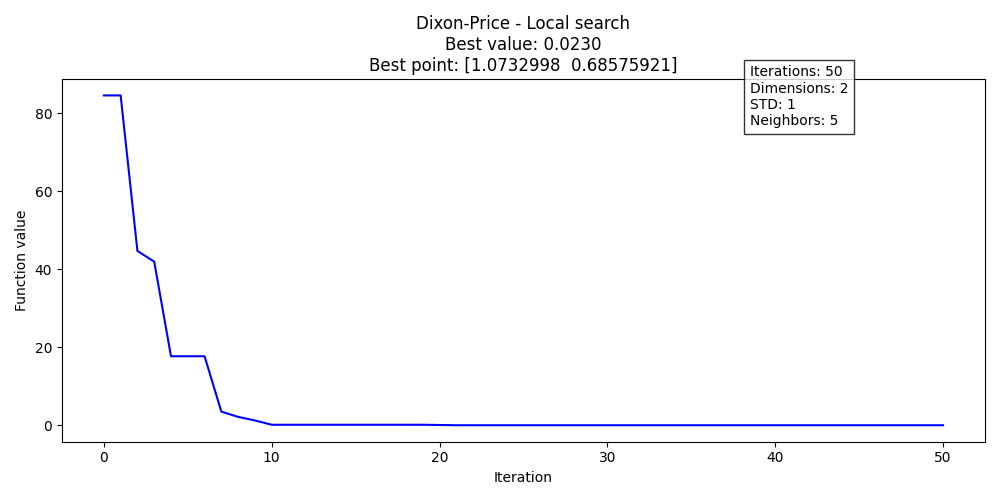 Dixon-Price - Local search
Best value: 0.0230
Best point: [1.0732998  0.68575921]
Iterations: 50
Dimensions: 2
STD: 1
Neighbors: 5
80
60
40
20
0
Function value
0 10 20 30 40 50
Iteration